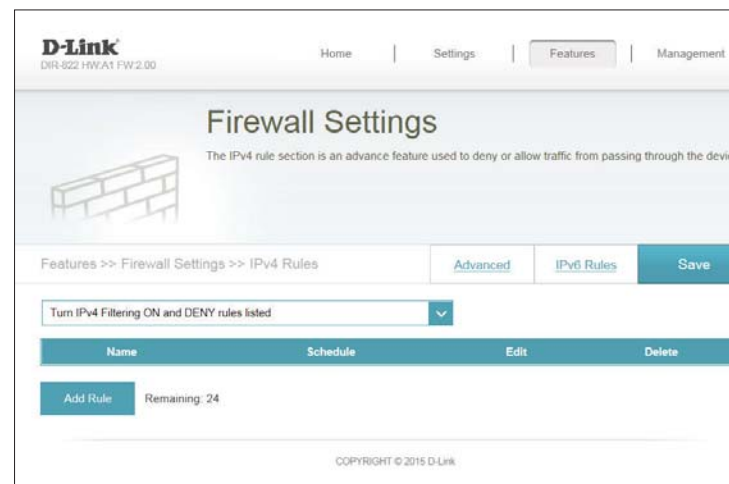 D-Link
DIR-822 HW:A1 FW:2.00
Home | Settings | Features | Management
Firewall Settings
The IPv4 rule section is an advance feature used to deny or allow traffic from passing through the
Features >> Firewall Settings >> IPv4 Rules
Advanced
IPv6 Rules
Save
Turn IPv4 Filtering ON and DENY rules listed
Name Schedule Edit Delete
Add Rule Remaining: 24
COPYRIGHT © 2015 D-Link